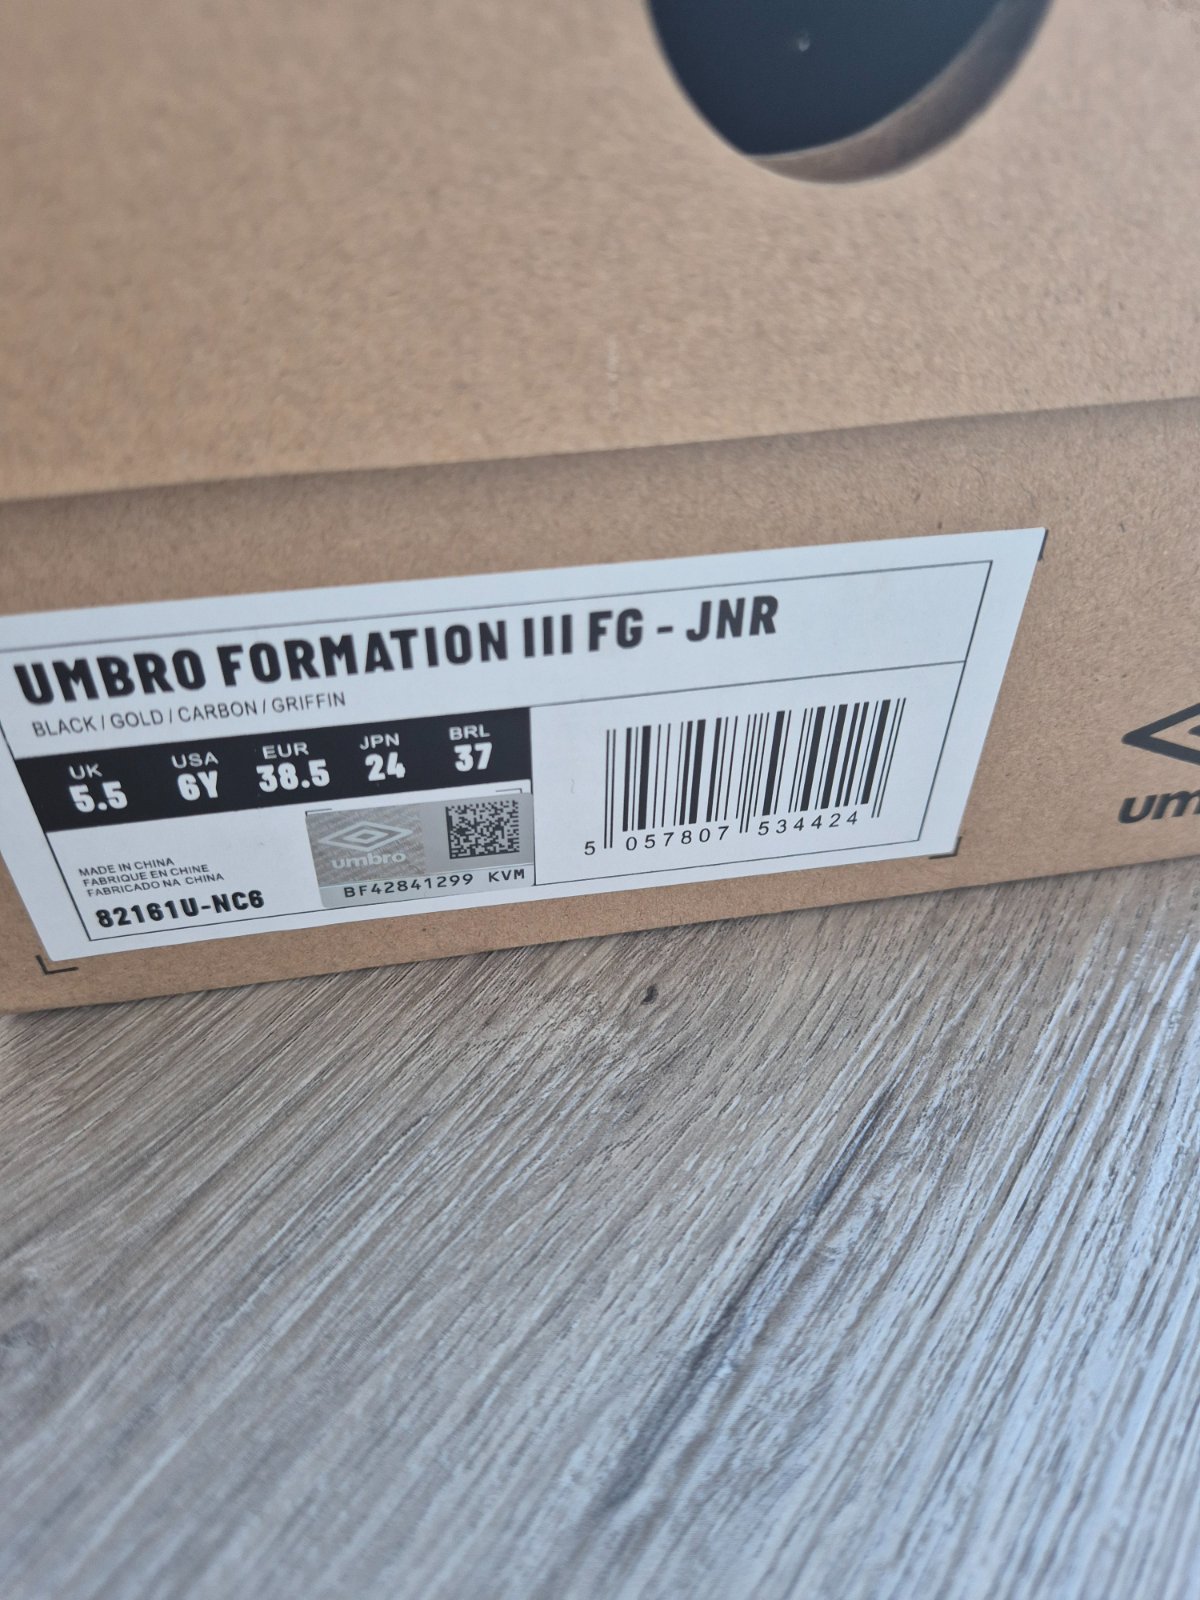 UMBRO FORMATION III FG - JNR
BLACK / GOLD / CARBON / GRIFFIN
UK USA EUR JPN BRL
5.5 6Y 38.5 24 37
MADE IN CHINA
FABRIQUE EN CHINE
FABRICADO NA CHINA
82161U-NC6
umbro
BF42841299 KVM
5 057807 534424
um